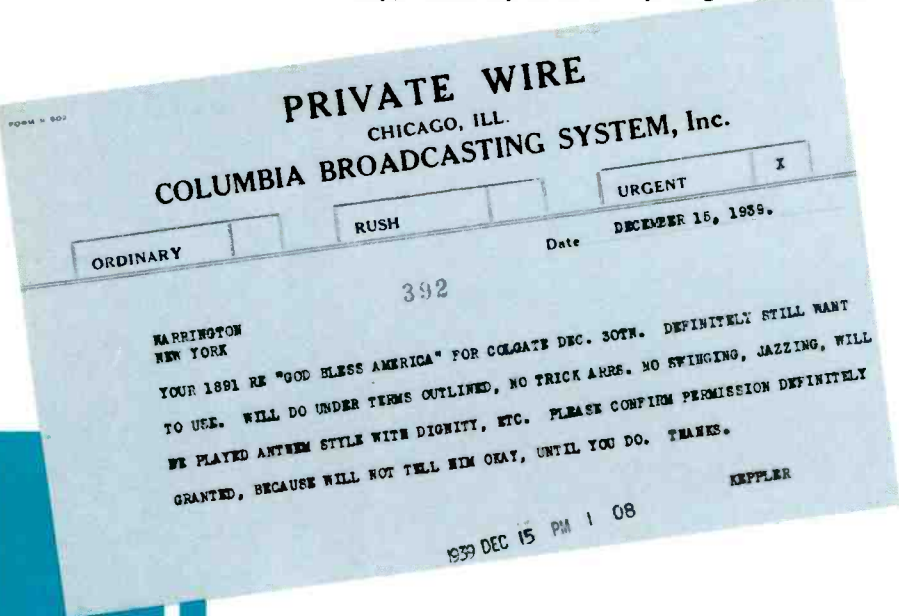 FORM N 502
PRIVATE WIRE
CHICAGO, ILL.
COLUMBIA BROADCASTING SYSTEM, Inc.
ORDINARY
RUSH
URGENT X
Date DECEMBER 15, 1939.
392
WARRINGTON
NEW YORK
YOUR 1891 RE "GOD BLESS AMERICA" FOR COLGATE DEC. 30TH. DEFINITELY STILL WANT
TO USE. WILL DO UNDER TERMS OUTLINED, NO TRICK ARRS. NO SWINGING, JAZZING, WILL
BE PLAYED ANTHEM STYLE WITH DIGNITY, ETC. PLEASE CONFIRM PERMISSION DEFINITELY
GRANTED, BECAUSE WILL NOT TELL HIM OKAY, UNTIL YOU DO. THANKS.
KEPPLER
1939 DEC 15 PM 1 08